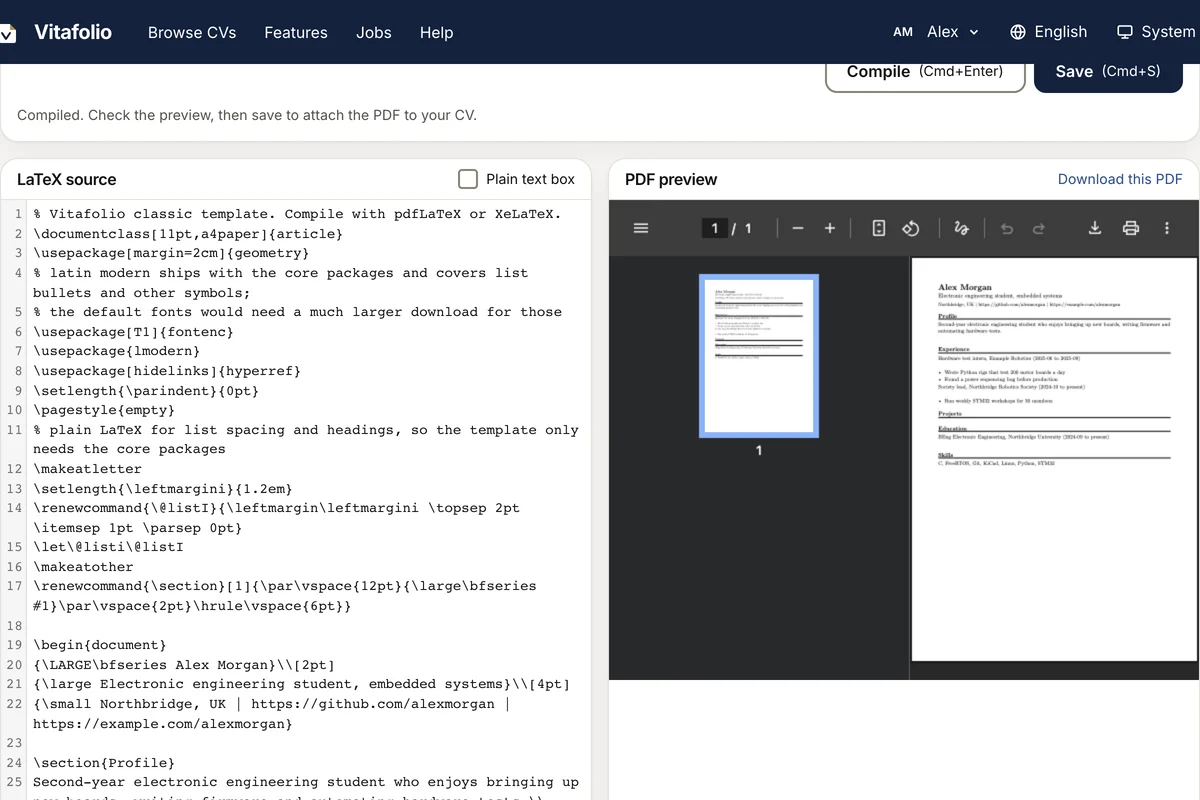 Vitafolio
Browse CVs
Features
Jobs
Help
AM
Alex
English
System
Compile (Cmd+Enter)
Save (Cmd+S)
Compiled. Check the preview, then save to attach the PDF to your CV.
LaTeX source
Plain text box
1 % Vitafolio classic template. Compile with pdfLaTeX or XeLaTeX.
2 \documentclass[11pt,a4paper]{article}
3 \usepackage[margin=2cm]{geometry}
4 % latin modern ships with the core packages and covers list
bullets and other symbols;
5 % the default fonts would need a much larger download for those
6 \usepackage[T1]{fontenc}
7 \usepackage{lmodern}
8 \usepackage[hidelinks]{hyperref}
9 \setlength{\parindent}{0pt}
10 \pagestyle{empty}
11 % plain LaTeX for list spacing and headings, so the template only
needs the core packages
12 \makeatletter
13 \setlength{\leftmargini}{1.2em}
14 \renewcommand{\@listI}{\leftmargin\leftmargini \topsep 2pt
\itemsep 1pt \parsep 0pt}
15 \let\@listi\@listI
16 \makeatother
17 \renewcommand{\section}[1]{\par\vspace{12pt}{\large\bfseries
#1}\par\vspace{2pt}\hrule\vspace{6pt}}
18
19 \begin{document}
20 {\LARGE\bfseries Alex Morgan}\\[2pt]
21 {\large Electronic engineering student, embedded systems}\\[4pt]
22 {\small Northbridge, UK | https://github.com/alexmorgan |
https://example.com/alexmorgan}
23
24 \section{Profile}
25 Second-year electronic engineering student who enjoys bringing up
new boards, writing firmware and automating hardware tests.\\
PDF preview
Download this PDF
1 / 1
1
Alex Morgan
Electronic engineering student, embedded systems
Northbridge, UK | https://github.com/alexmorgan | https://example.com/alexmorgan
Profile
Second-year electronic engineering student who enjoys bringing up new boards, writing firmware and
automating hardware tests.
Experience
Hardware test intern, Example Robotics (2025-06 to 2025-09)
• Wrote Python rigs that test 200 motor boards a day
• Found a power sequencing bug before production
Society lead, Northbridge Robotics Society (2024-10 to present)
• Run weekly STM32 workshops for 30 members
Projects
Education
BEng Electronic Engineering, Northbridge University (2024-09 to present)
Skills
C, FreeRTOS, Git, KiCad, Linux, Python, STM32